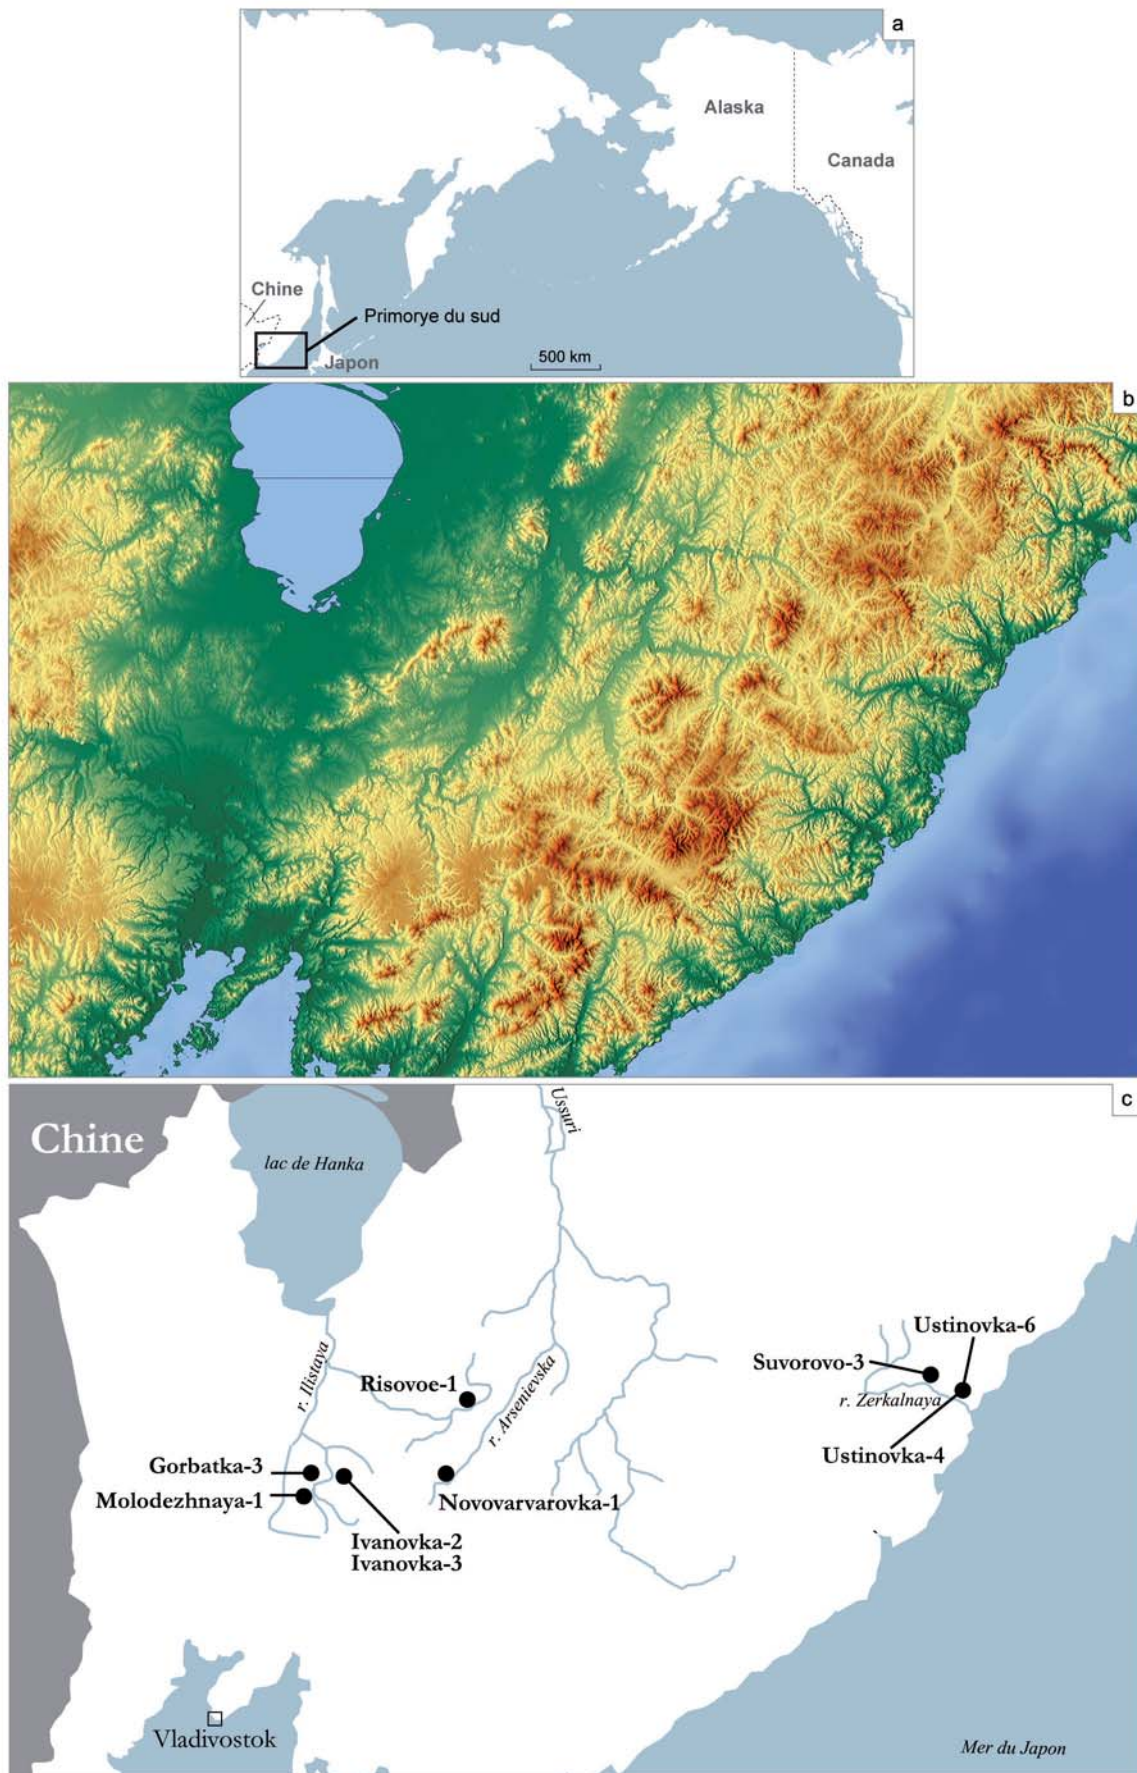 a
Alaska
Canada
Chine
Primorye du sud
Japon
500 km
b
c
Chine
lac de Hanka
Ussuri
r. Ilistaya
Risovoe-1
r. Arsenievska
Suvorovo-3
Ustinovka-6
r. Zerkalnaya
Ustinovka-4
Gorbatka-3
Molodezhnaya-1
Novovarvarovka-1
Ivanovka-2
Ivanovka-3
Vladivostok
Mer du Japon